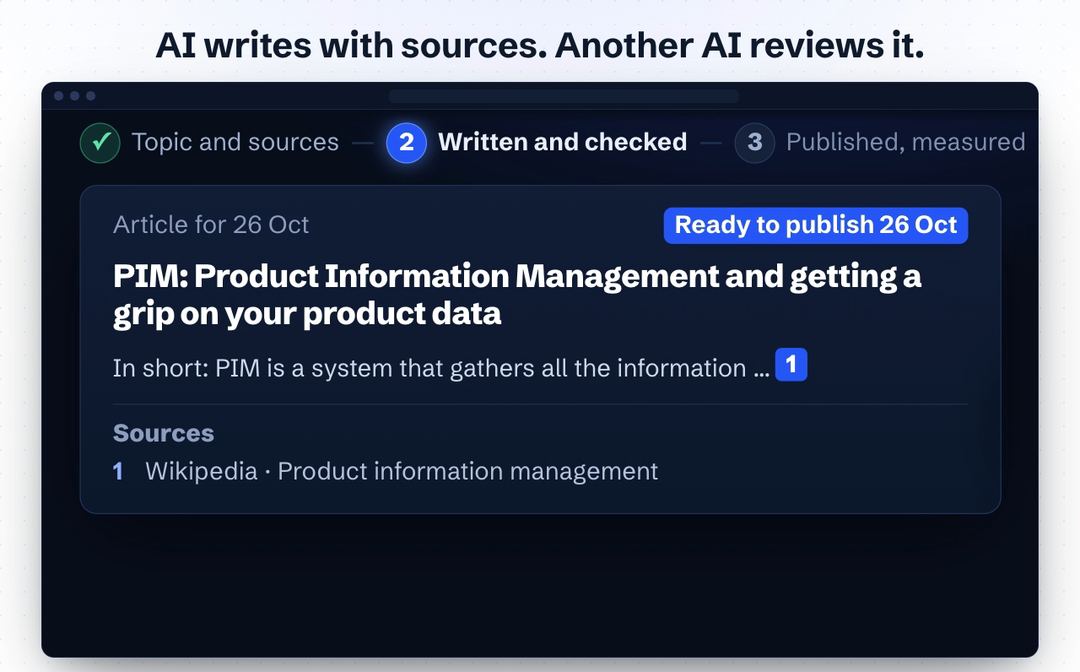 AI writes with sources. Another AI reviews it.
✓ Topic and sources — 2 Written and checked — 3 Published, measured
Article for 26 Oct
Ready to publish 26 Oct
PIM: Product Information Management and getting a
grip on your product data
In short: PIM is a system that gathers all the information ... 1
Sources
1 Wikipedia · Product information management